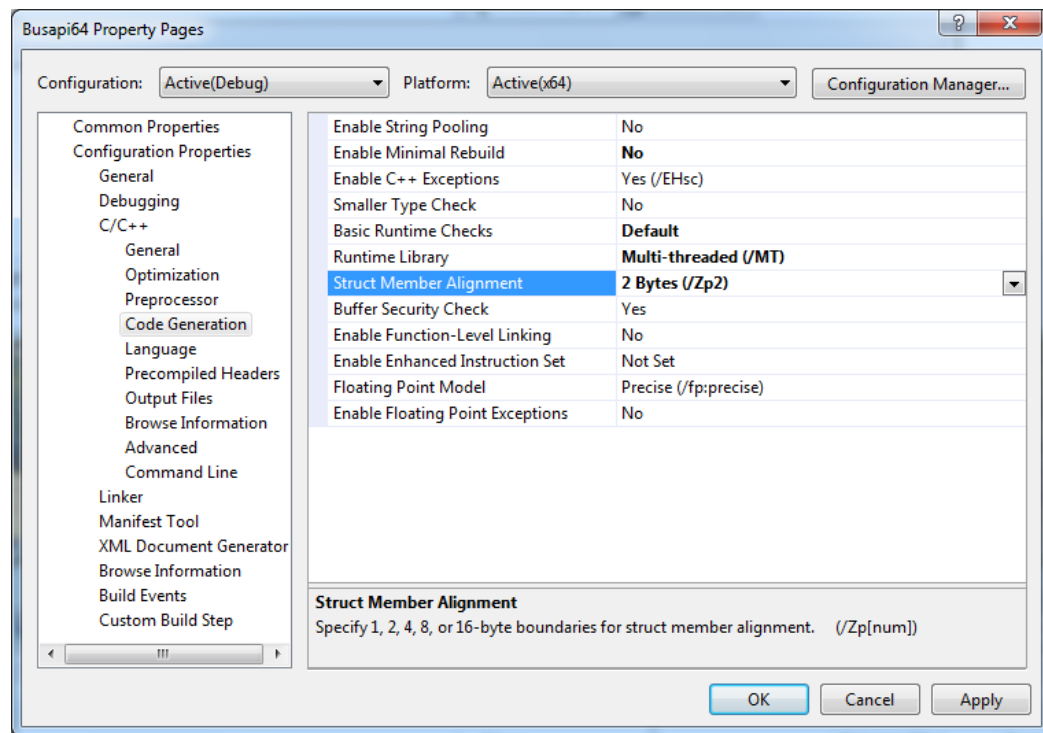 Busapi64 Property Pages
Configuration: Active(Debug) Platform: Active(x64) Configuration Manager...
Common Properties
Configuration Properties
General
Debugging
C/C++
General
Optimization
Preprocessor
Code Generation
Language
Precompiled Headers
Output Files
Browse Information
Advanced
Command Line
Linker
Manifest Tool
XML Document Generator
Browse Information
Build Events
Custom Build Step
Enable String Pooling No
Enable Minimal Rebuild No
Enable C++ Exceptions Yes (/EHsc)
Smaller Type Check No
Basic Runtime Checks Default
Runtime Library Multi-threaded (/MT)
Struct Member Alignment 2 Bytes (/Zp2)
Buffer Security Check Yes
Enable Function-Level Linking No
Enable Enhanced Instruction Set Not Set
Floating Point Model Precise (/fp:precise)
Enable Floating Point Exceptions No
Struct Member Alignment
Specify 1, 2, 4, 8, or 16-byte boundaries for struct member alignment. (/Zp[num])
OK Cancel Apply